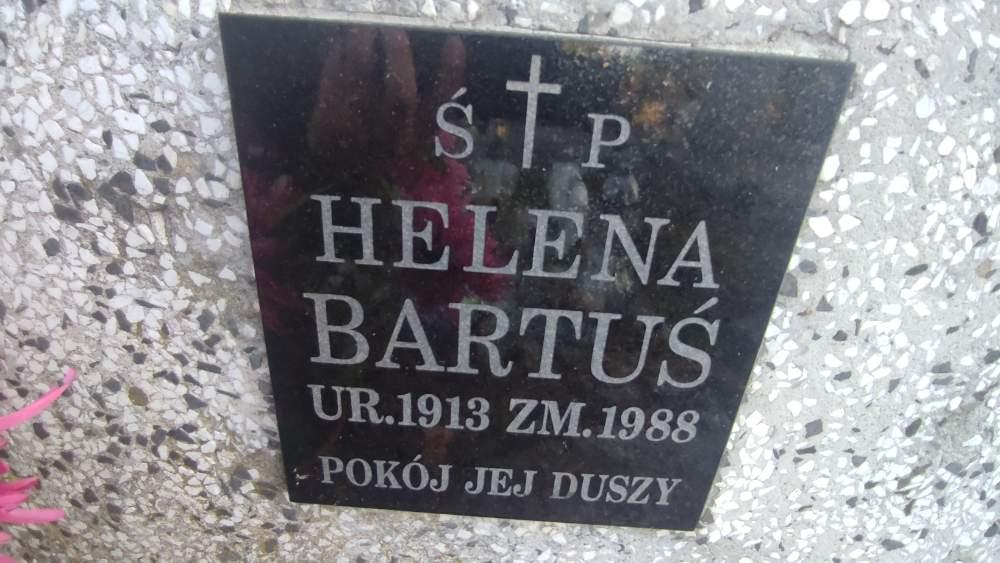 Ś P
HELENA
BARTUŚ
UR.1913 ZM.1988
POKÓJ JEJ DUSZY